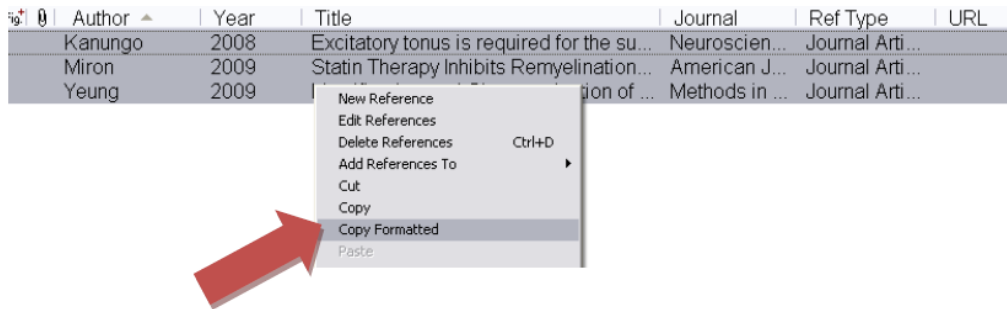 Fig. Author Year Title Journal Ref Type URL
Kanungo 2008 Excitatory tonus is required for the su... Neuroscien... Journal Arti...
Miron 2009 Statin Therapy Inhibits Remyelination... American J... Journal Arti...
Yeung 2009 of ... Methods in ... Journal Arti...
New Reference
Edit References
Delete References Ctrl+D
Add References To
Cut
Copy
Copy Formatted
Paste